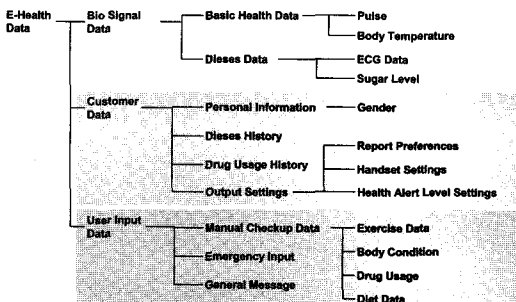 E-Health Data
Bio Signal Data
Basic Health Data
Pulse
Body Temperature
Dieses Data
ECG Data
Sugar Level
Customer Data
Personal Information
Gender
Dieses History
Drug Usage History
Output Settings
Report Preferences
Handset Settings
Health Alert Level Settings
User Input Data
Manual Checkup Data
Exercise Data
Body Condition
Drug Usage
Diet Data
Emergency Input
General Message